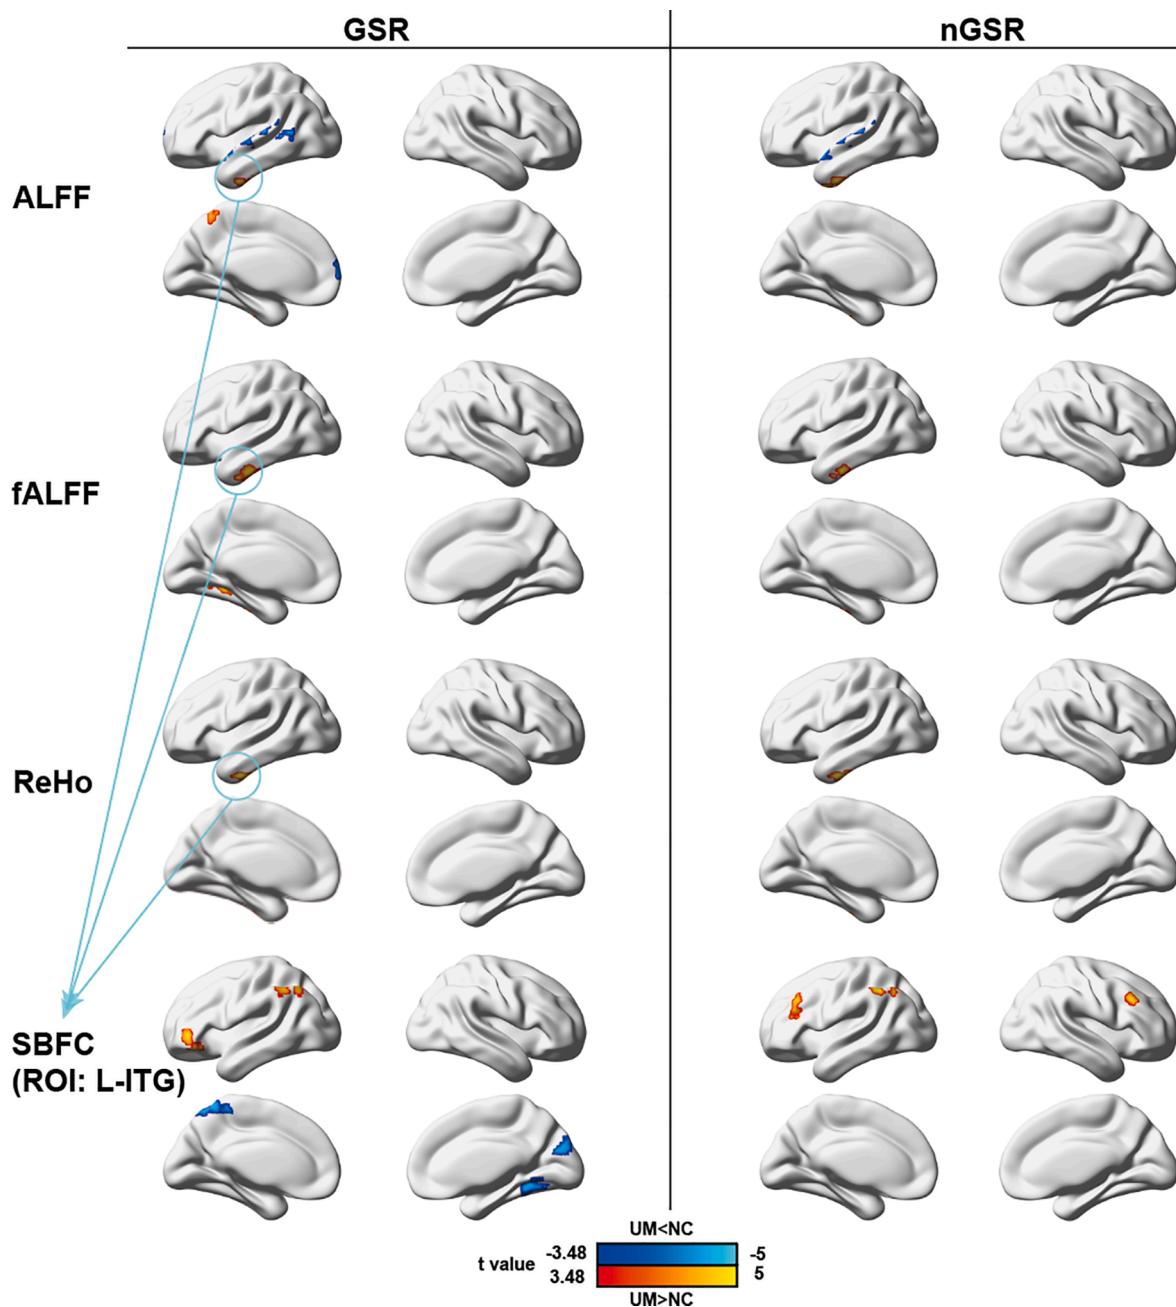 GSR
nGSR
ALFF
fALFF
ReHo
SBFC
(ROI: L-ITG)
UM<NC
t value
-3.48
-5
3.48
5
UM>NC